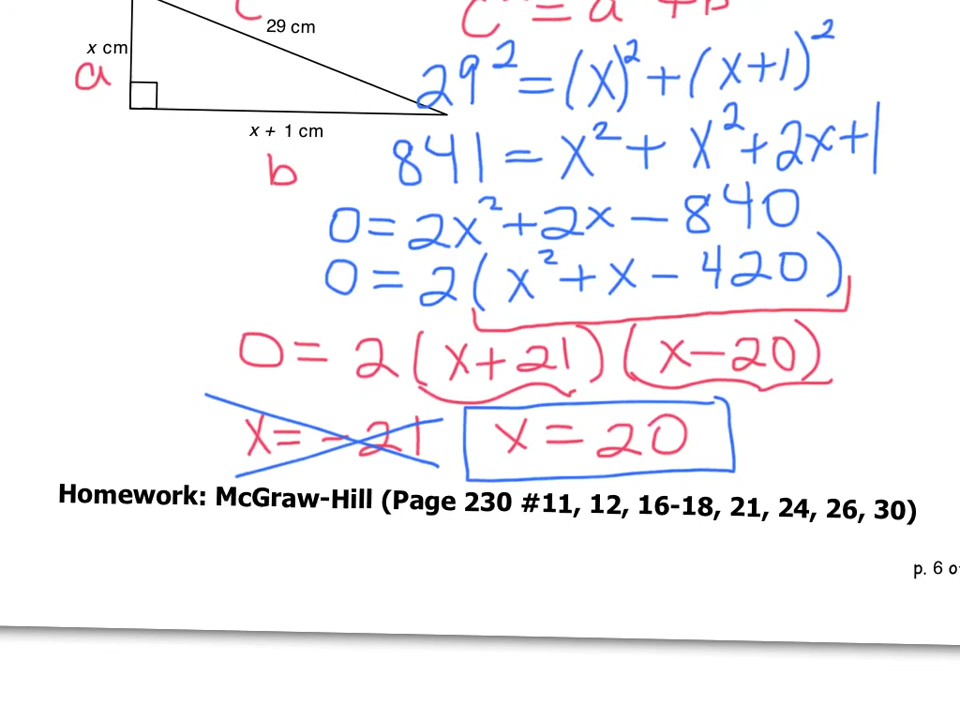 c
29 cm
c² = a² + b²
x cm
a
29² = (x)² + (x+1)²
x + 1 cm
b
841 = x² + x² + 2x + 1
0 = 2x² + 2x − 840
0 = 2(x² + x − 420)
0 = 2(x+21)(x−20)
x = −21
x = 20
Homework: McGraw-Hill (Page 230 #11, 12, 16-18, 21, 24, 26, 30)
p. 6